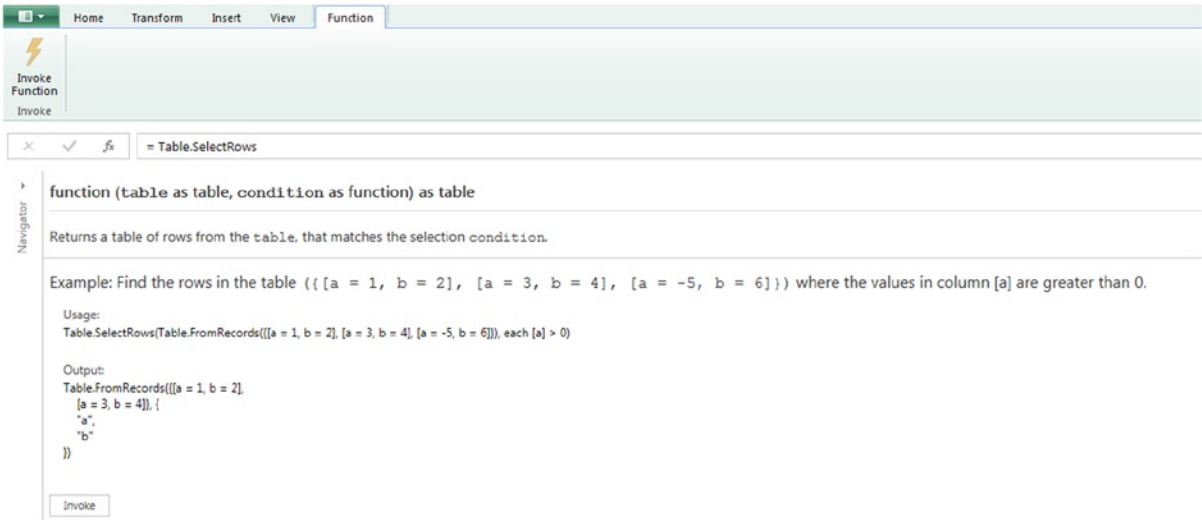 Home Transform Insert View Function
Invoke
Function
Invoke
fx = Table.SelectRows
Navigator
function (table as table, condition as function) as table
Returns a table of rows from the table, that matches the selection condition.
Example: Find the rows in the table ({[a = 1, b = 2], [a = 3, b = 4], [a = -5, b = 6]}) where the values in column [a] are greater than 0.
Usage:
Table.SelectRows(Table.FromRecords({[a = 1, b = 2], [a = 3, b = 4], [a = -5, b = 6]}), each [a] > 0)
Output:
Table.FromRecords({[a = 1, b = 2],
[a = 3, b = 4]}, {
"a",
"b"
})
Invoke